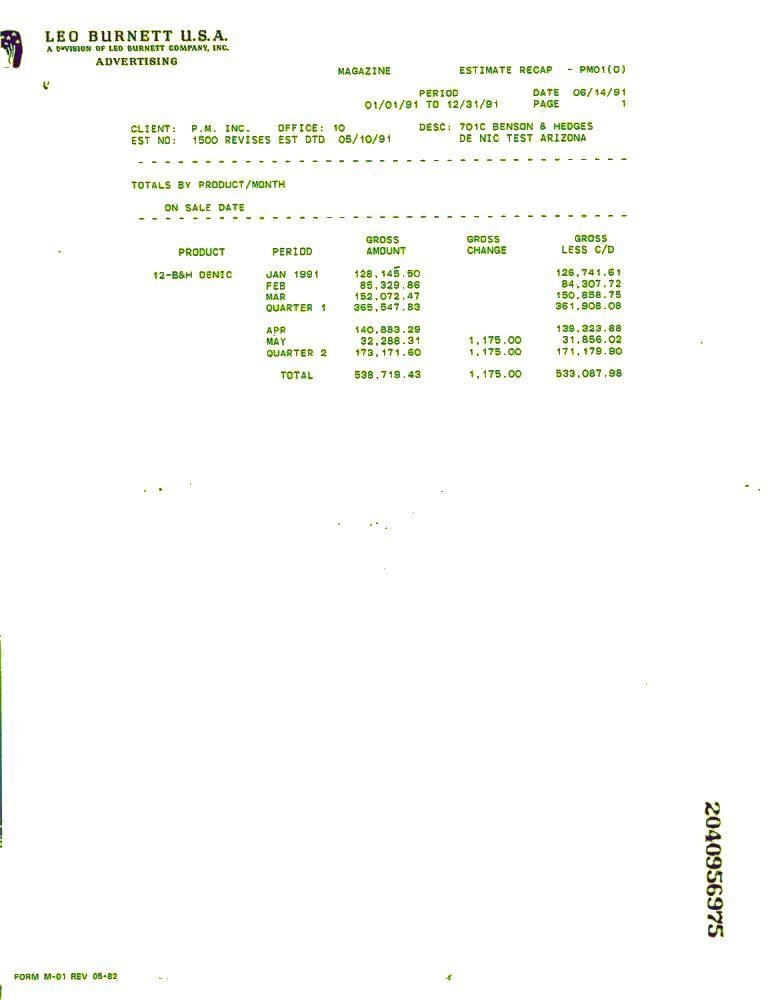 LEO BURNETT U.S.A.
A DIVISION OF LEO BURNETT COMPANY, INC.
ADVERTISING
MAGAZINE ESTIMATE RECAP - PM01(0)
PERIOD DATE 06/14/91
01/01/91 TO 12/31/91 PAGE 1
CLIENT: P.M. INC. OFFICE: 10 DESC: 701C BENSON & HEDGES
EST NO: 1500 REVISES EST DTD 05/10/91 DE NIC TEST ARIZONA
TOTALS BY PRODUCT/MONTH
ON SALE DATE
GROSS GROSS GROSS
PRODUCT PERIOD AMOUNT CHANGE LESS C/D
12-B&H DENIC JAN 1991 128,145.50 126,741.61
FEB 85,329.86 84,307.72
MAR 152,072.47 150,858.75
QUARTER 1 365,547.83 361,908.08
APR 140,883.29 139,323.88
MAY 32,288.31 1,175.00 31,856.02
QUARTER 2 173,171.60 1,175.00 171,179.90
TOTAL 538,719.43 1,175.00 533,087.98
2040956975
FORM M-01 REV 05-82